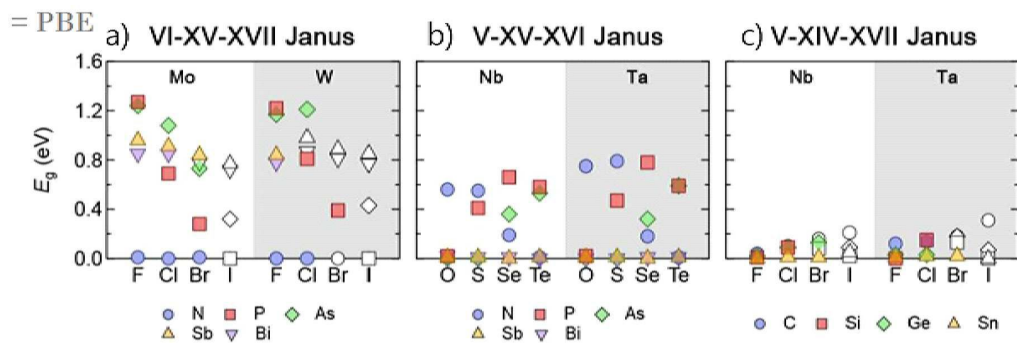 = PBE
a) VI-XV-XVII Janus
b) V-XV-XVI Janus
c) V-XIV-XVII Janus
Mo W
Nb Ta
Nb Ta
E_g (eV)
1.6
1.2
0.8
0.4
0.0
F Cl Br I F Cl Br I
O S Se Te O S Se Te
F Cl Br I F Cl Br I
N P As
Sb Bi
N P As
Sb Bi
C Si Ge Sn